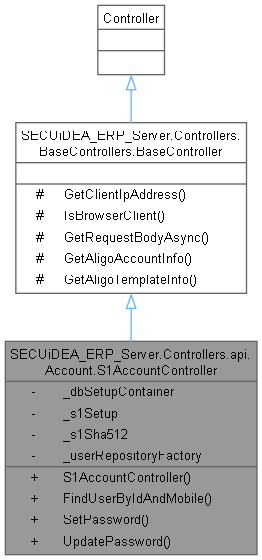 Controller
SECUiDEA_ERP_Server.Controllers.
BaseControllers.BaseController
# GetClientIpAddress()
# IsBrowserClient()
# GetRequestBodyAsync()
# GetAligoAccountInfo()
# GetAligoTemplateInfo()
SECUiDEA_ERP_Server.Controllers.api.
Account.S1AccountController
- _dbSetupContainer
- _s1Setup
- _s1Sha512
- _userRepositoryFactory
+ S1AccountController()
+ FindUserByIdAndMobile()
+ SetPassword()
+ UpdatePassword()